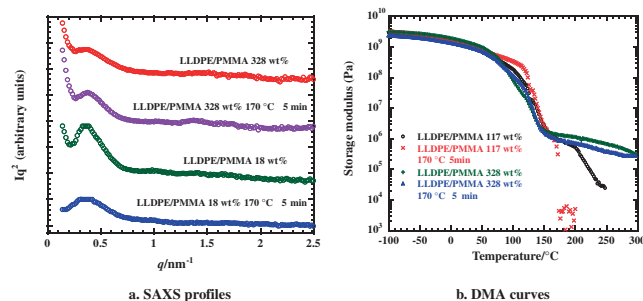 a.
Iq² (arbitrary units)
LLDPE/PMMA 328 wt%
LLDPE/PMMA 328 wt% 170 °C 5 min
LLDPE/PMMA 18 wt%
LLDPE/PMMA 18 wt% 170 °C 5 min
0 0.5 1 1.5 2 2.5
q/nm⁻¹
a. SAXS profiles
b.
Storage modulus (Pa)
10¹⁰
10⁹
10⁸
10⁷
10⁶
10⁵
10⁴
10³
LLDPE/PMMA 117 wt%
LLDPE/PMMA 117 wt%
170 °C 5min
LLDPE/PMMA 328 wt%
LLDPE/PMMA 328 wt%
170 °C 5 min
-100 -50 0 50 100 150 200 250 300
Temperature/°C
b. DMA curves